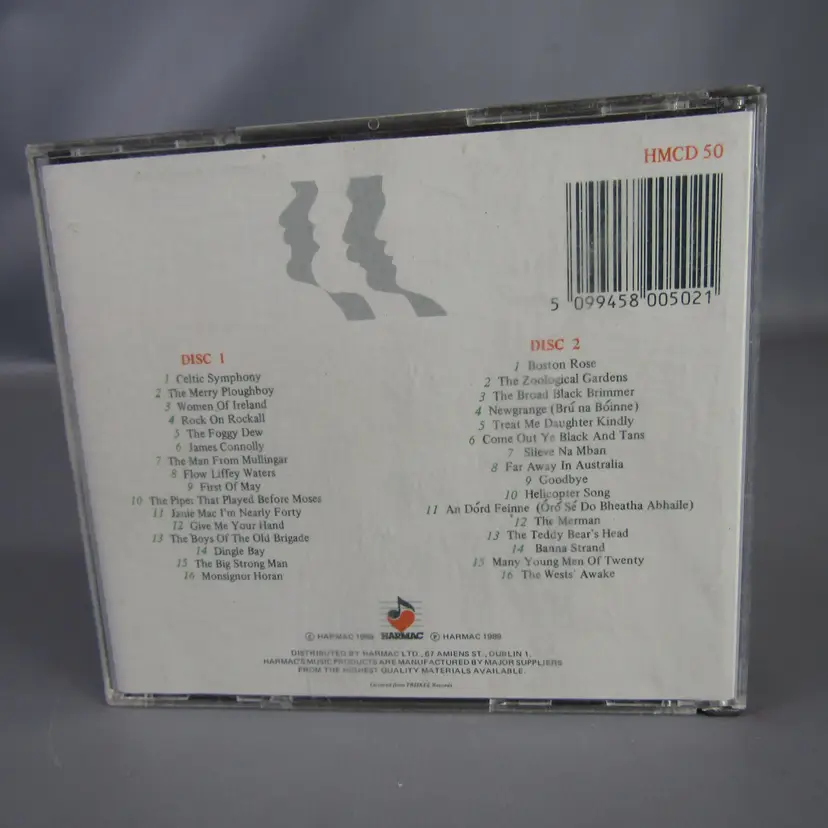 HMCD 50
5 099458 005021
DISC 1
1 Celtic Symphony
2 The Merry Ploughboy
3 Women Of Ireland
4 Rock On Rockall
5 The Foggy Dew
6 James Connolly
7 The Man From Mullingar
8 Flow Liffey Waters
9 First Of May
10 The Piper That Played Before Moses
11 Janie Mac I'm Nearly Forty
12 Give Me Your Hand
13 The Boys Of The Old Brigade
14 Dingle Bay
15 The Big Strong Man
16 Monsignor Horan
DISC 2
1 Boston Rose
2 The Zoological Gardens
3 The Broad Black Brimmer
4 Newgrange (Brú na Bóinne)
5 Treat Me Daughter Kindly
6 Come Out Ye Black And Tans
7 Slieve Na Mban
8 Far Away In Australia
9 Goodbye
10 Helicopter Song
11 An Dórd Feinne (Óró Sé Do Bheatha Abhaile)
12 The Merman
13 The Teddy Bear's Head
14 Banna Strand
15 Many Young Men Of Twenty
16 The Wests' Awake
HARMAC
© HARMAC 1989 ℗ HARMAC 1989
DISTRIBUTED BY HARMAC LTD., 67 AMIENS ST., DUBLIN 1.
HARMACS MUSIC PRODUCTS ARE MANUFACTURED BY MAJOR SUPPLIERS
FROM THE HIGHEST QUALITY MATERIALS AVAILABLE.
Licensed from Records